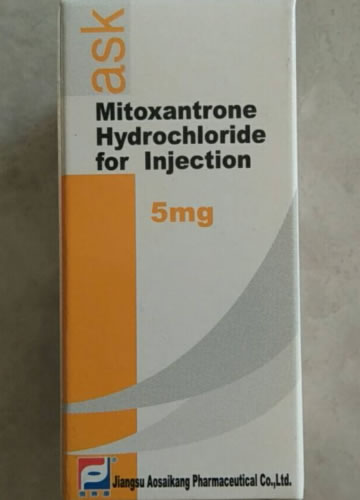 ask
Mitoxantrone
Hydrochloride
for Injection
5mg
Jiangsu Aosaikang Pharmaceutical Co.,Ltd.